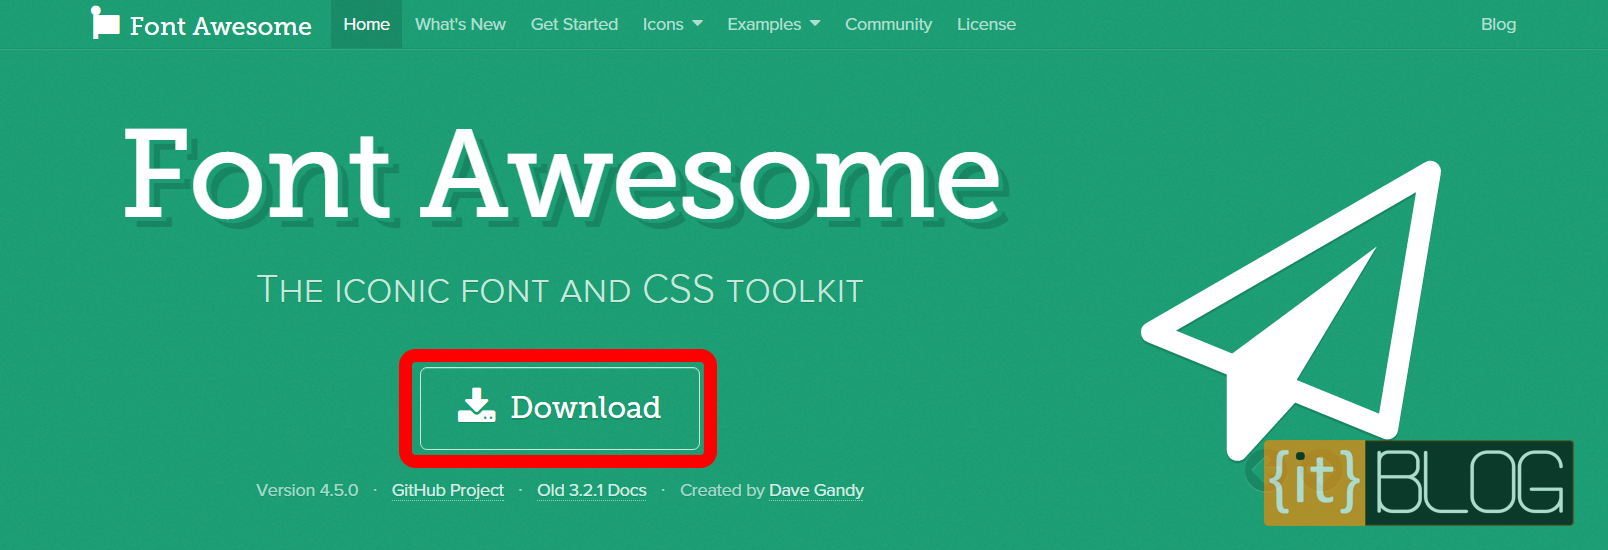 Font Awesome Home What's New Get Started Icons Examples Community License Blog
Font Awesome
The iconic font and CSS toolkit
Download
Version 4.5.0 · GitHub Project · Old 3.2.1 Docs · Created by Dave Gandy
{it} BLOG